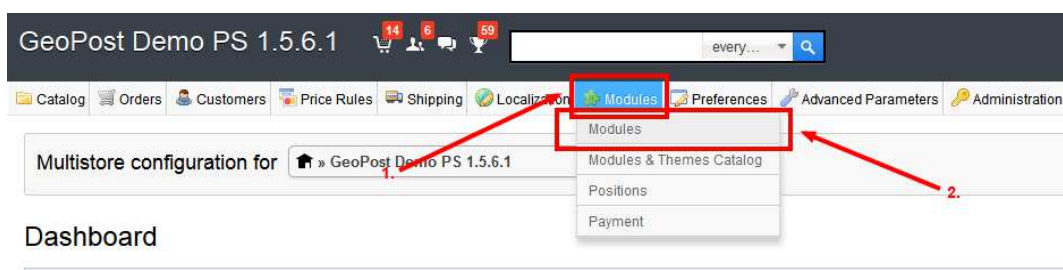 GeoPost Demo PS 1.5.6.1 14 6 59 every...
Catalog Orders Customers Price Rules Shipping Localization Modules Preferences Advanced Parameters Administration
Modules
Multistore configuration for » GeoPost Demo PS 1.5.6.1
Modules & Themes Catalog
1.
Positions
2.
Payment
Dashboard